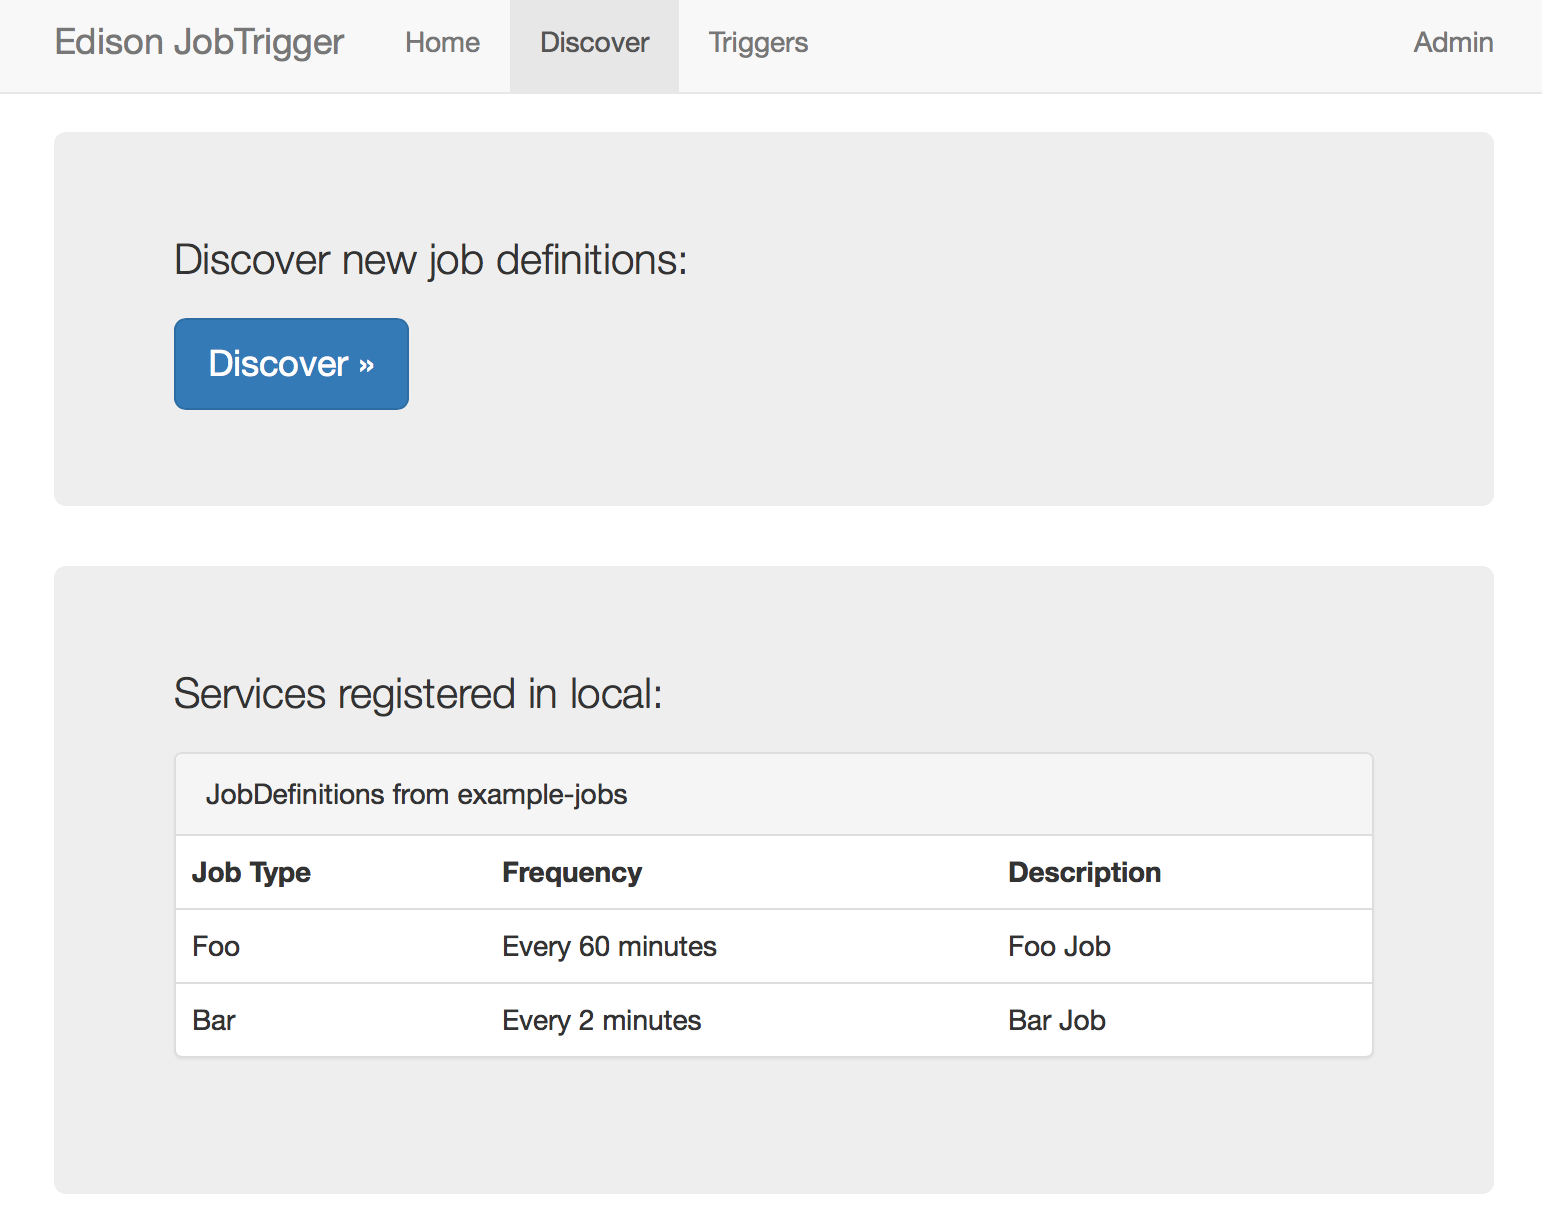 Edison JobTrigger Home Discover Triggers Admin
Discover new job definitions:
Discover »
Services registered in local:
JobDefinitions from example-jobs
Job Type Frequency Description
Foo Every 60 minutes Foo Job
Bar Every 2 minutes Bar Job